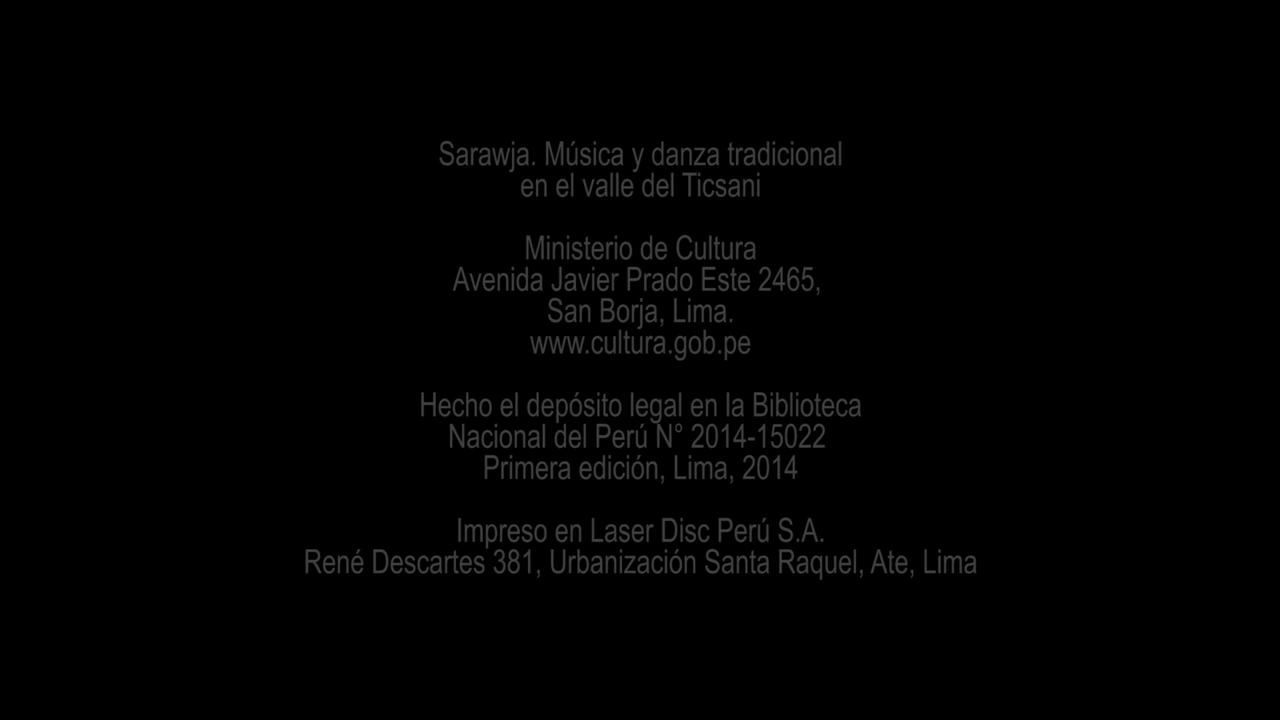 Sarawja. Música y danza tradicional
en el valle del Ticsani
Ministerio de Cultura
Avenida Javier Prado Este 2465,
San Borja, Lima.
www.cultura.gob.pe
Hecho el depósito legal en la Biblioteca
Nacional del Perú N° 2014-15022
Primera edición, Lima, 2014
Impreso en Laser Disc Perú S.A.
René Descartes 381, Urbanización Santa Raquel, Ate, Lima